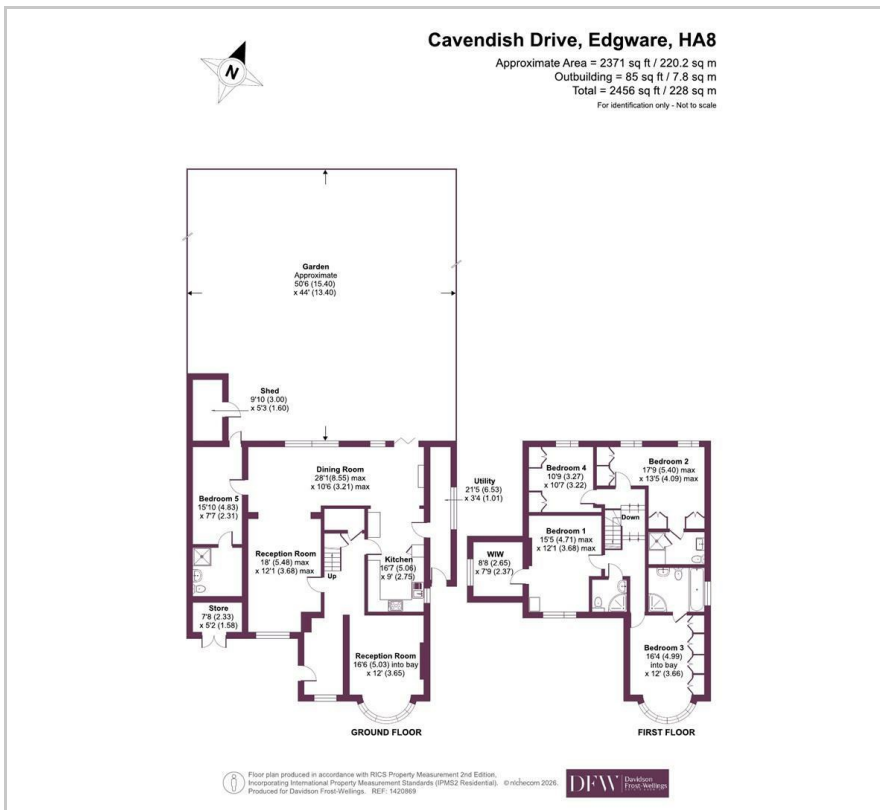 Cavendish Drive, Edgware, HA8
Approximate Area = 2371 sq ft / 220.2 sq m
Outbuilding = 85 sq ft / 7.8 sq m
Total = 2456 sq ft / 228 sq m
For identification only - Not to scale
N
Garden
Approximate
50'6 (15.40)
x 44' (13.40)
Shed
9'10 (3.00)
x 5'3 (1.60)
Dining Room
28'1(8.55) max
x 10'6 (3.21) max
Utility
21'5 (6.53)
x 3'4 (1.01)
Bedroom 5
15'10 (4.83)
x 7'7 (2.31)
Reception Room
18' (5.48) max
x 12'1 (3.68) max
Up
Kitchen
16'7 (5.06)
x 9' (2.75)
Store
7'8 (2.33)
x 5'2 (1.58)
Reception Room
16'6 (5.03) into bay
x 12' (3.65)
GROUND FLOOR
Bedroom 4
10'9 (3.27)
x 10'7 (3.22)
Bedroom 2
17'9 (5.40) max
x 13'5 (4.09) max
Down
Bedroom 1
15'5 (4.71) max
x 12'1 (3.68) max
WIW
8'8 (2.65)
x 7'9 (2.37)
Bedroom 3
16'4 (4.99)
into bay
x 12' (3.66)
FIRST FLOOR
Floor plan produced in accordance with RICS Property Measurement 2nd Edition,
Incorporating International Property Measurement Standards (IPMS2 Residential). © nichecom 2026.
Produced for Davidson Frost-Wellings. REF: 1420869
DFW
Davidson
Frost-Wellings